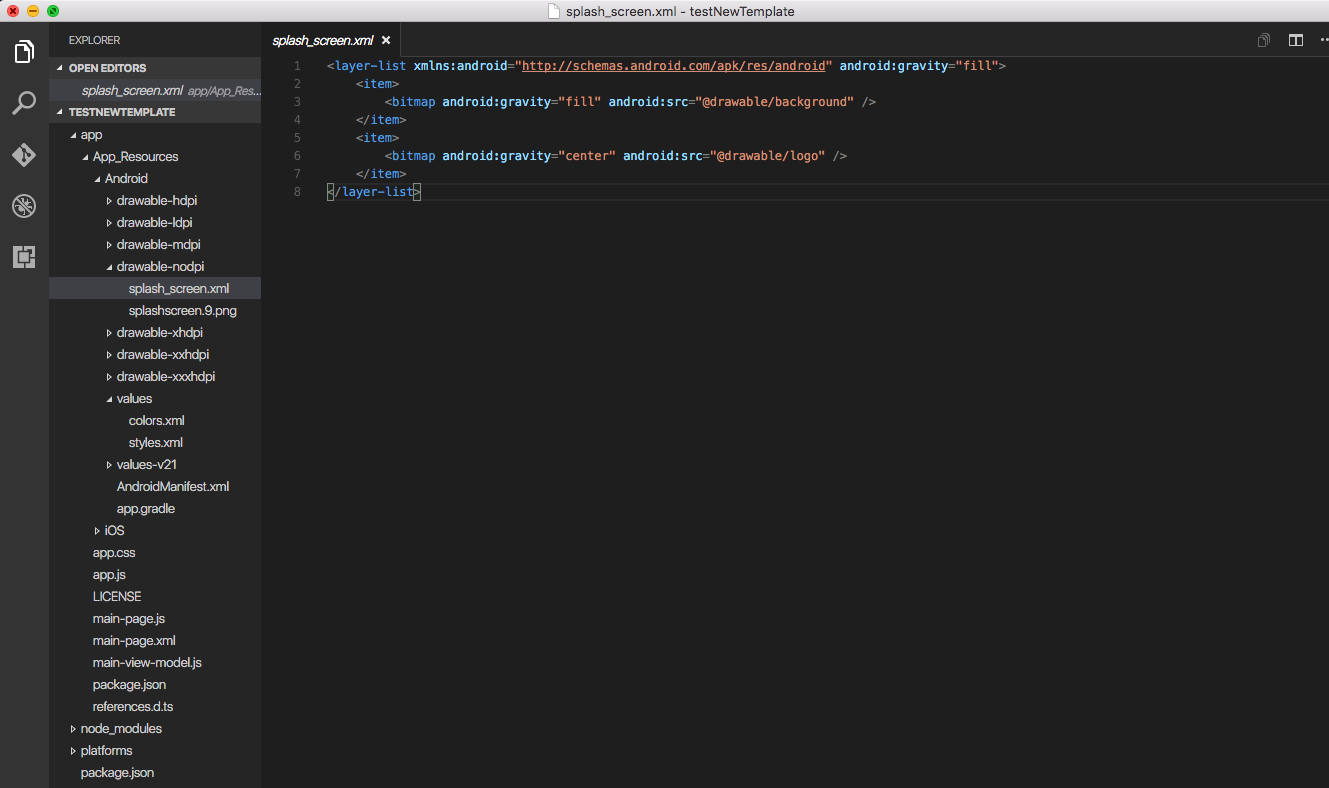 splash_screen.xml - testNewTemplate
EXPLORER
OPEN EDITORS
splash_screen.xml app/App_Res...
TESTNEWTEMPLATE
app
App_Resources
Android
drawable-hdpi
drawable-ldpi
drawable-mdpi
drawable-nodpi
splash_screen.xml
splashscreen.9.png
drawable-xhdpi
drawable-xxhdpi
drawable-xxxhdpi
values
colors.xml
styles.xml
values-v21
AndroidManifest.xml
app.gradle
iOS
app.css
app.js
LICENSE
main-page.js
main-page.xml
main-view-model.js
package.json
references.d.ts
node_modules
platforms
package.json
splash_screen.xml
1 <layer-list xmlns:android="http://schemas.android.com/apk/res/android" android:gravity="fill">
2 <item>
3 <bitmap android:gravity="fill" android:src="@drawable/background" />
4 </item>
5 <item>
6 <bitmap android:gravity="center" android:src="@drawable/logo" />
7 </item>
8 </layer-list>